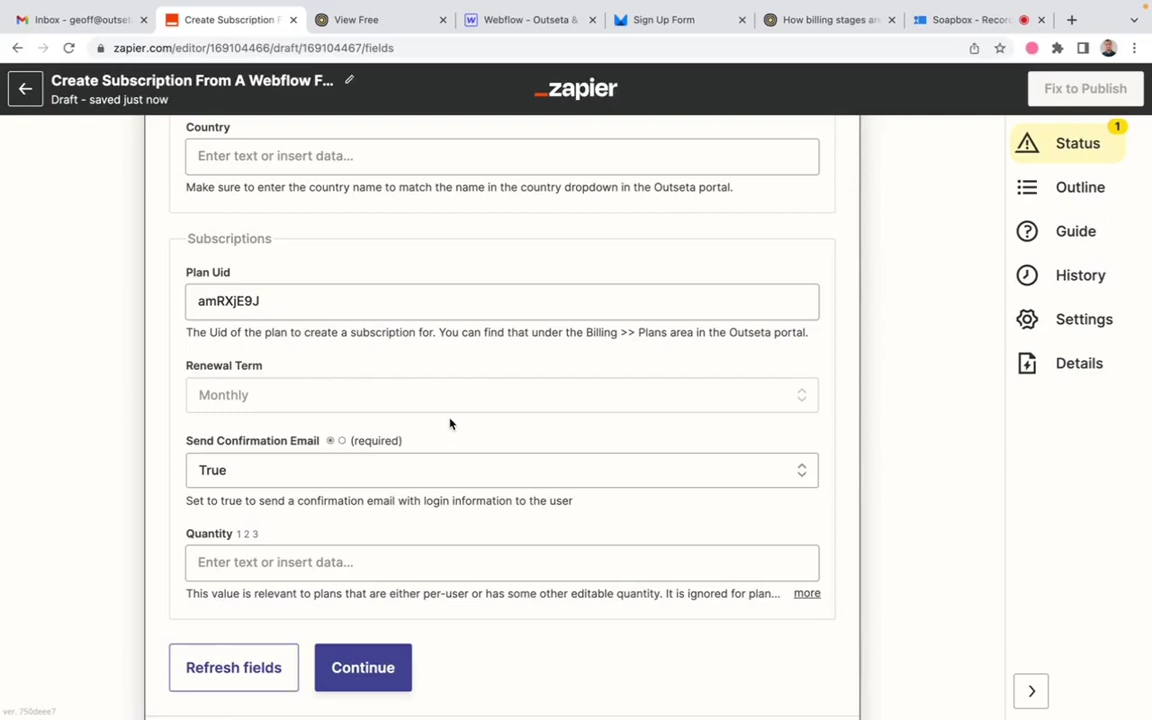 Inbox - geoff@outset
Create Subscription F
View Free
Webflow - Outseta &
Sign Up Form
How billing stages are
Soapbox - Recor
zapier.com/editor/169104466/draft/169104467/fields
Create Subscription From A Webflow F...
Draft - saved just now
_zapier
Fix to Publish
Country
Enter text or insert data...
Make sure to enter the country name to match the name in the country dropdown in the Outseta portal.
Subscriptions
Plan Uid
amRXjE9J
The Uid of the plan to create a subscription for. You can find that under the Billing >> Plans area in the Outseta portal.
Renewal Term
Monthly
Send Confirmation Email (required)
True
Set to true to send a confirmation email with login information to the user
Quantity 1 2 3
Enter text or insert data...
This value is relevant to plans that are either per-user or has some other editable quantity. It is ignored for plan... more
Refresh fields
Continue
1
Status
Outline
Guide
History
Settings
Details
ver. 750deee7